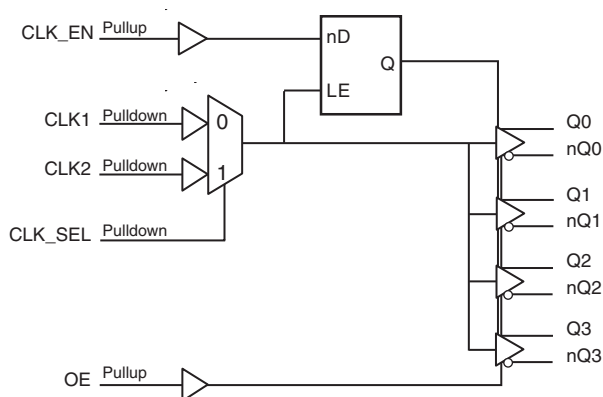 CLK_EN Pullup
nD
Q
LE
CLK1 Pulldown
0
CLK2 Pulldown
1
CLK_SEL Pulldown
Q0
nQ0
Q1
nQ1
Q2
nQ2
Q3
nQ3
OE Pullup